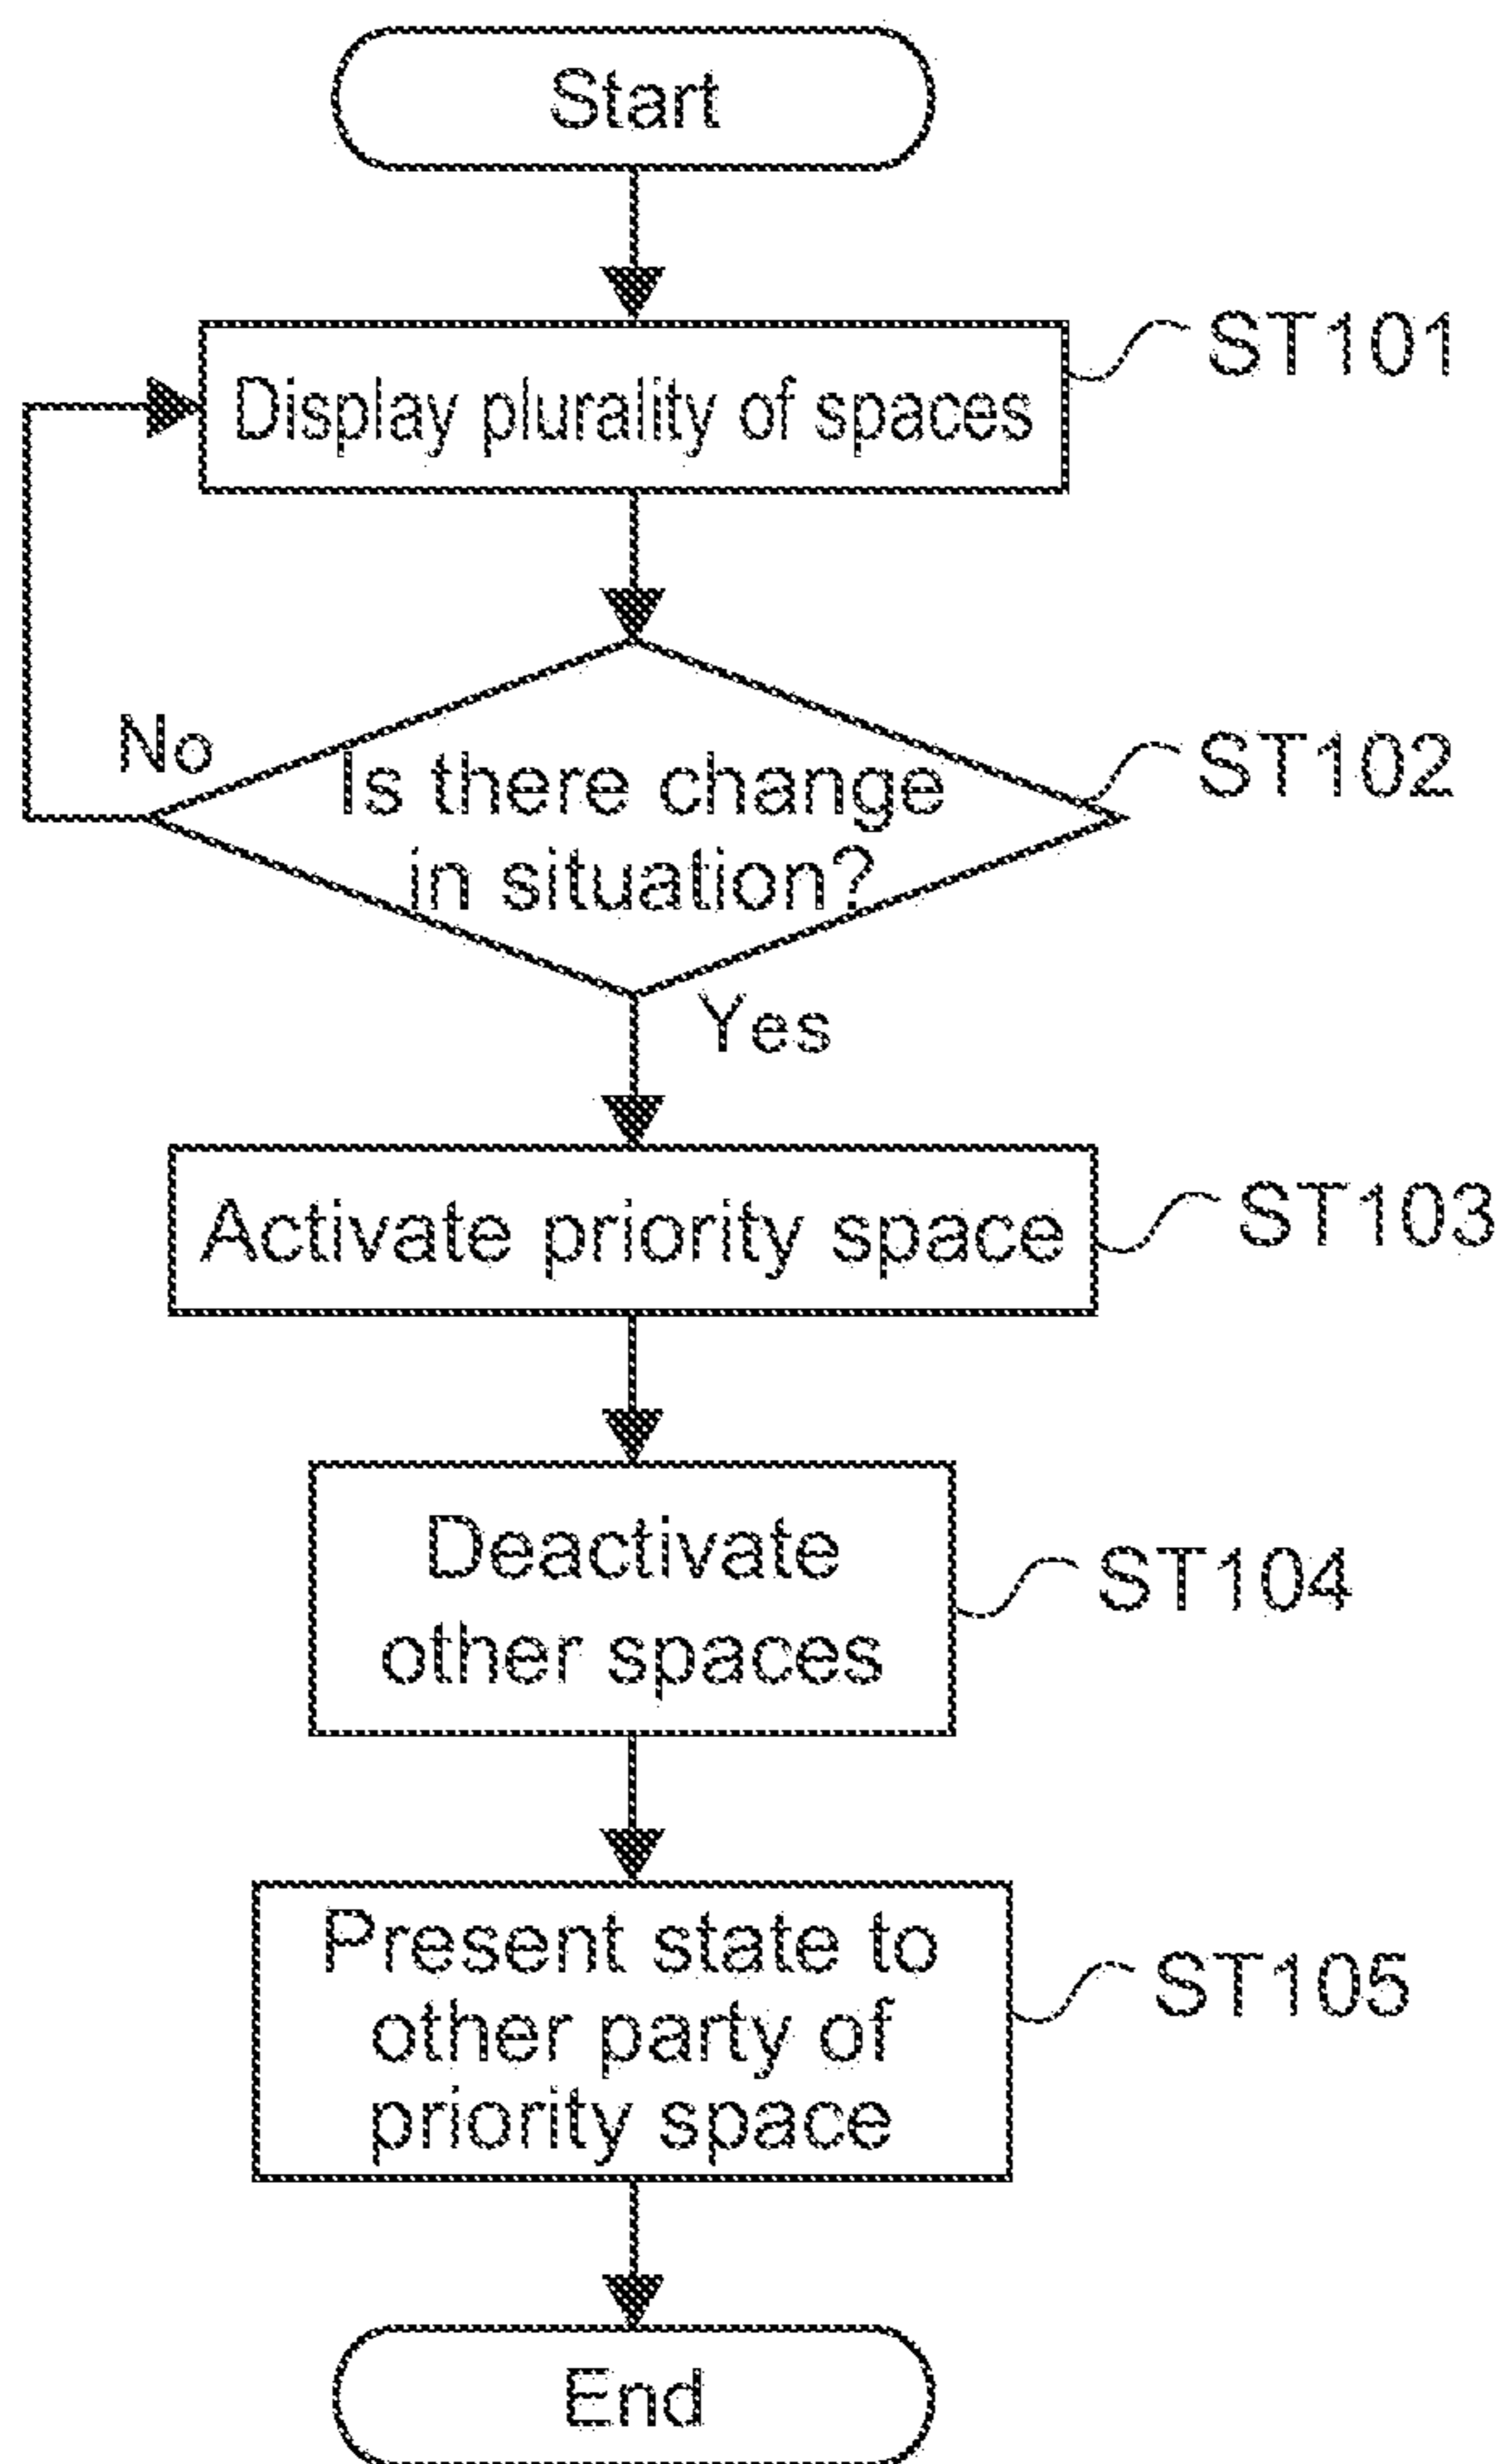 Start
Display plurality of spaces
ST101
No
Is there change
in situation?
ST102
Yes
Activate priority space
ST103
Deactivate
other spaces
ST104
Present state to
other party of
priority space
ST105
End